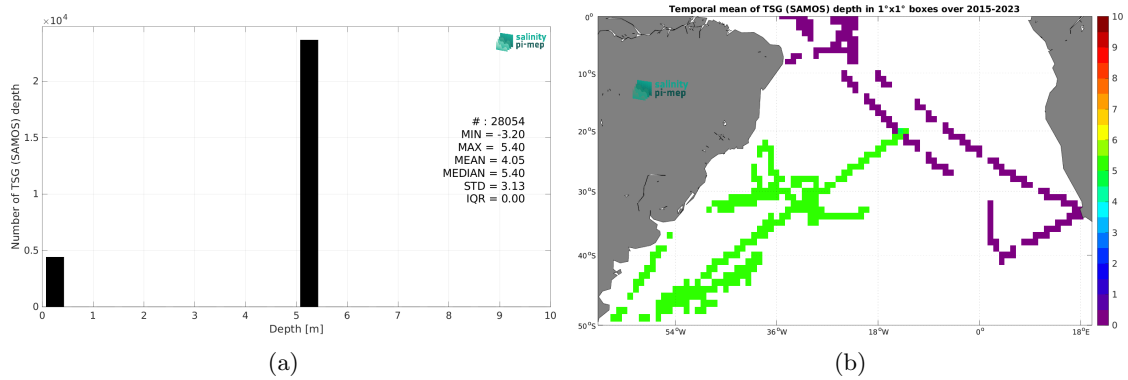 ×10⁴
2
1.5
1
0.5
0
0 1 2 3 4 5 6 7 8 9 10
Number of TSG (SAMOS) depth
Depth [m]
salinity
pi-mep
# : 28054
MIN = -3.20
MAX = 5.40
MEAN = 4.05
MEDIAN = 5.40
STD = 3.13
IQR = 0.00
(a)
Temporal mean of TSG (SAMOS) depth in 1°x1° boxes over 2015-2023
0°
10°S
20°S
30°S
40°S
50°S
54°W 36°W 18°W 0° 18°E
salinity
pi-mep
10
9
8
7
6
5
4
3
2
1
0
(b)